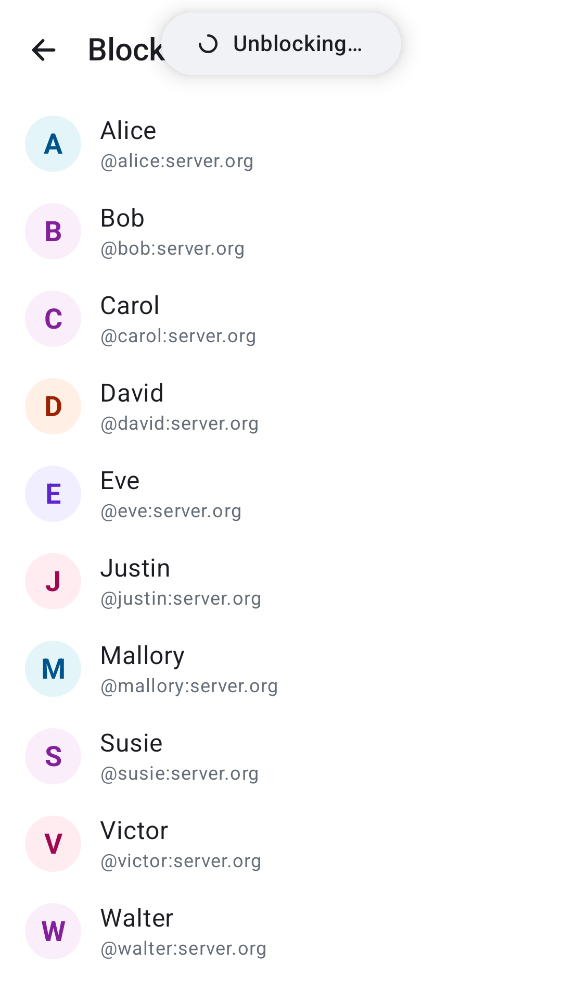 Block
Unblocking…
A
Alice
@alice:server.org
B
Bob
@bob:server.org
C
Carol
@carol:server.org
D
David
@david:server.org
E
Eve
@eve:server.org
J
Justin
@justin:server.org
M
Mallory
@mallory:server.org
S
Susie
@susie:server.org
V
Victor
@victor:server.org
W
Walter
@walter:server.org